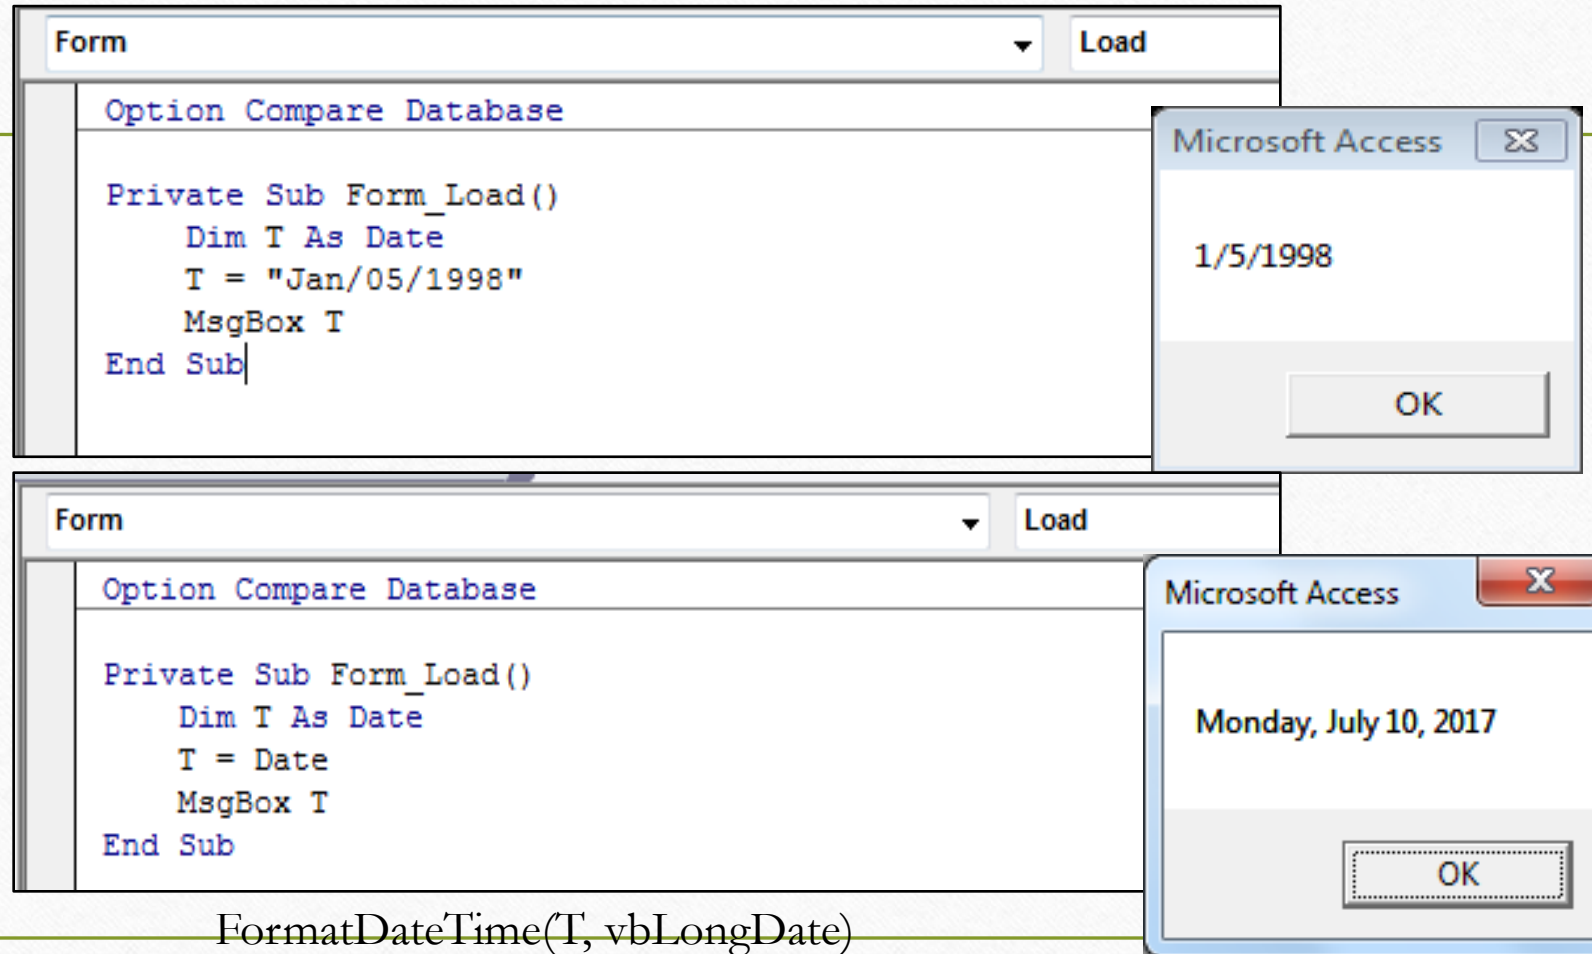 Form
Load
Option Compare Database
Private Sub Form_Load()
Dim T As Date
T = "Jan/05/1998"
MsgBox T
End Sub
Microsoft Access
1/5/1998
OK
Form
Load
Option Compare Database
Private Sub Form_Load()
Dim T As Date
T = Date
MsgBox T
End Sub
Microsoft Access
Monday, July 10, 2017
OK
FormatDateTime(T, vbLongDate)